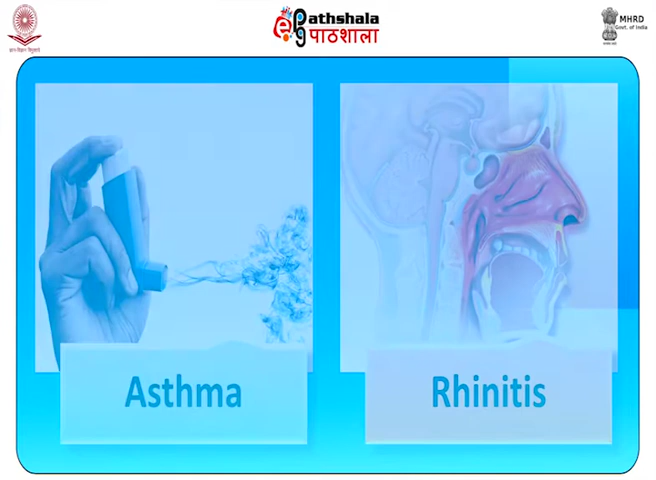 ePathshala
पाठशाला
MHRD
Govt. of India
Asthma
Rhinitis